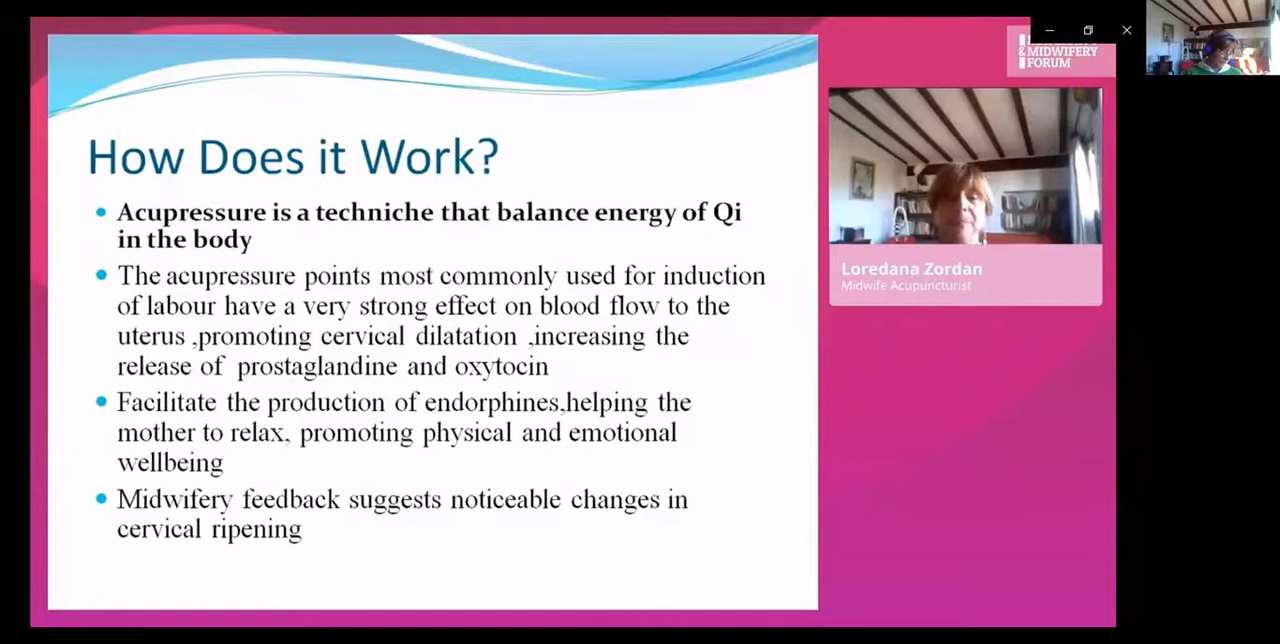 How Does it Work?
Acupressure is a techniche that balance energy of Qi
in the body
The acupressure points most commonly used for induction
of labour have a very strong effect on blood flow to the
uterus ,promoting cervical dilatation ,increasing the
release of prostaglandine and oxytocin
Facilitate the production of endorphines,helping the
mother to relax, promoting physical and emotional
wellbeing
Midwifery feedback suggests noticeable changes in
cervical ripening
& MIDWIFERY
FORUM
Loredana Zordan
Midwife Acupuncturist